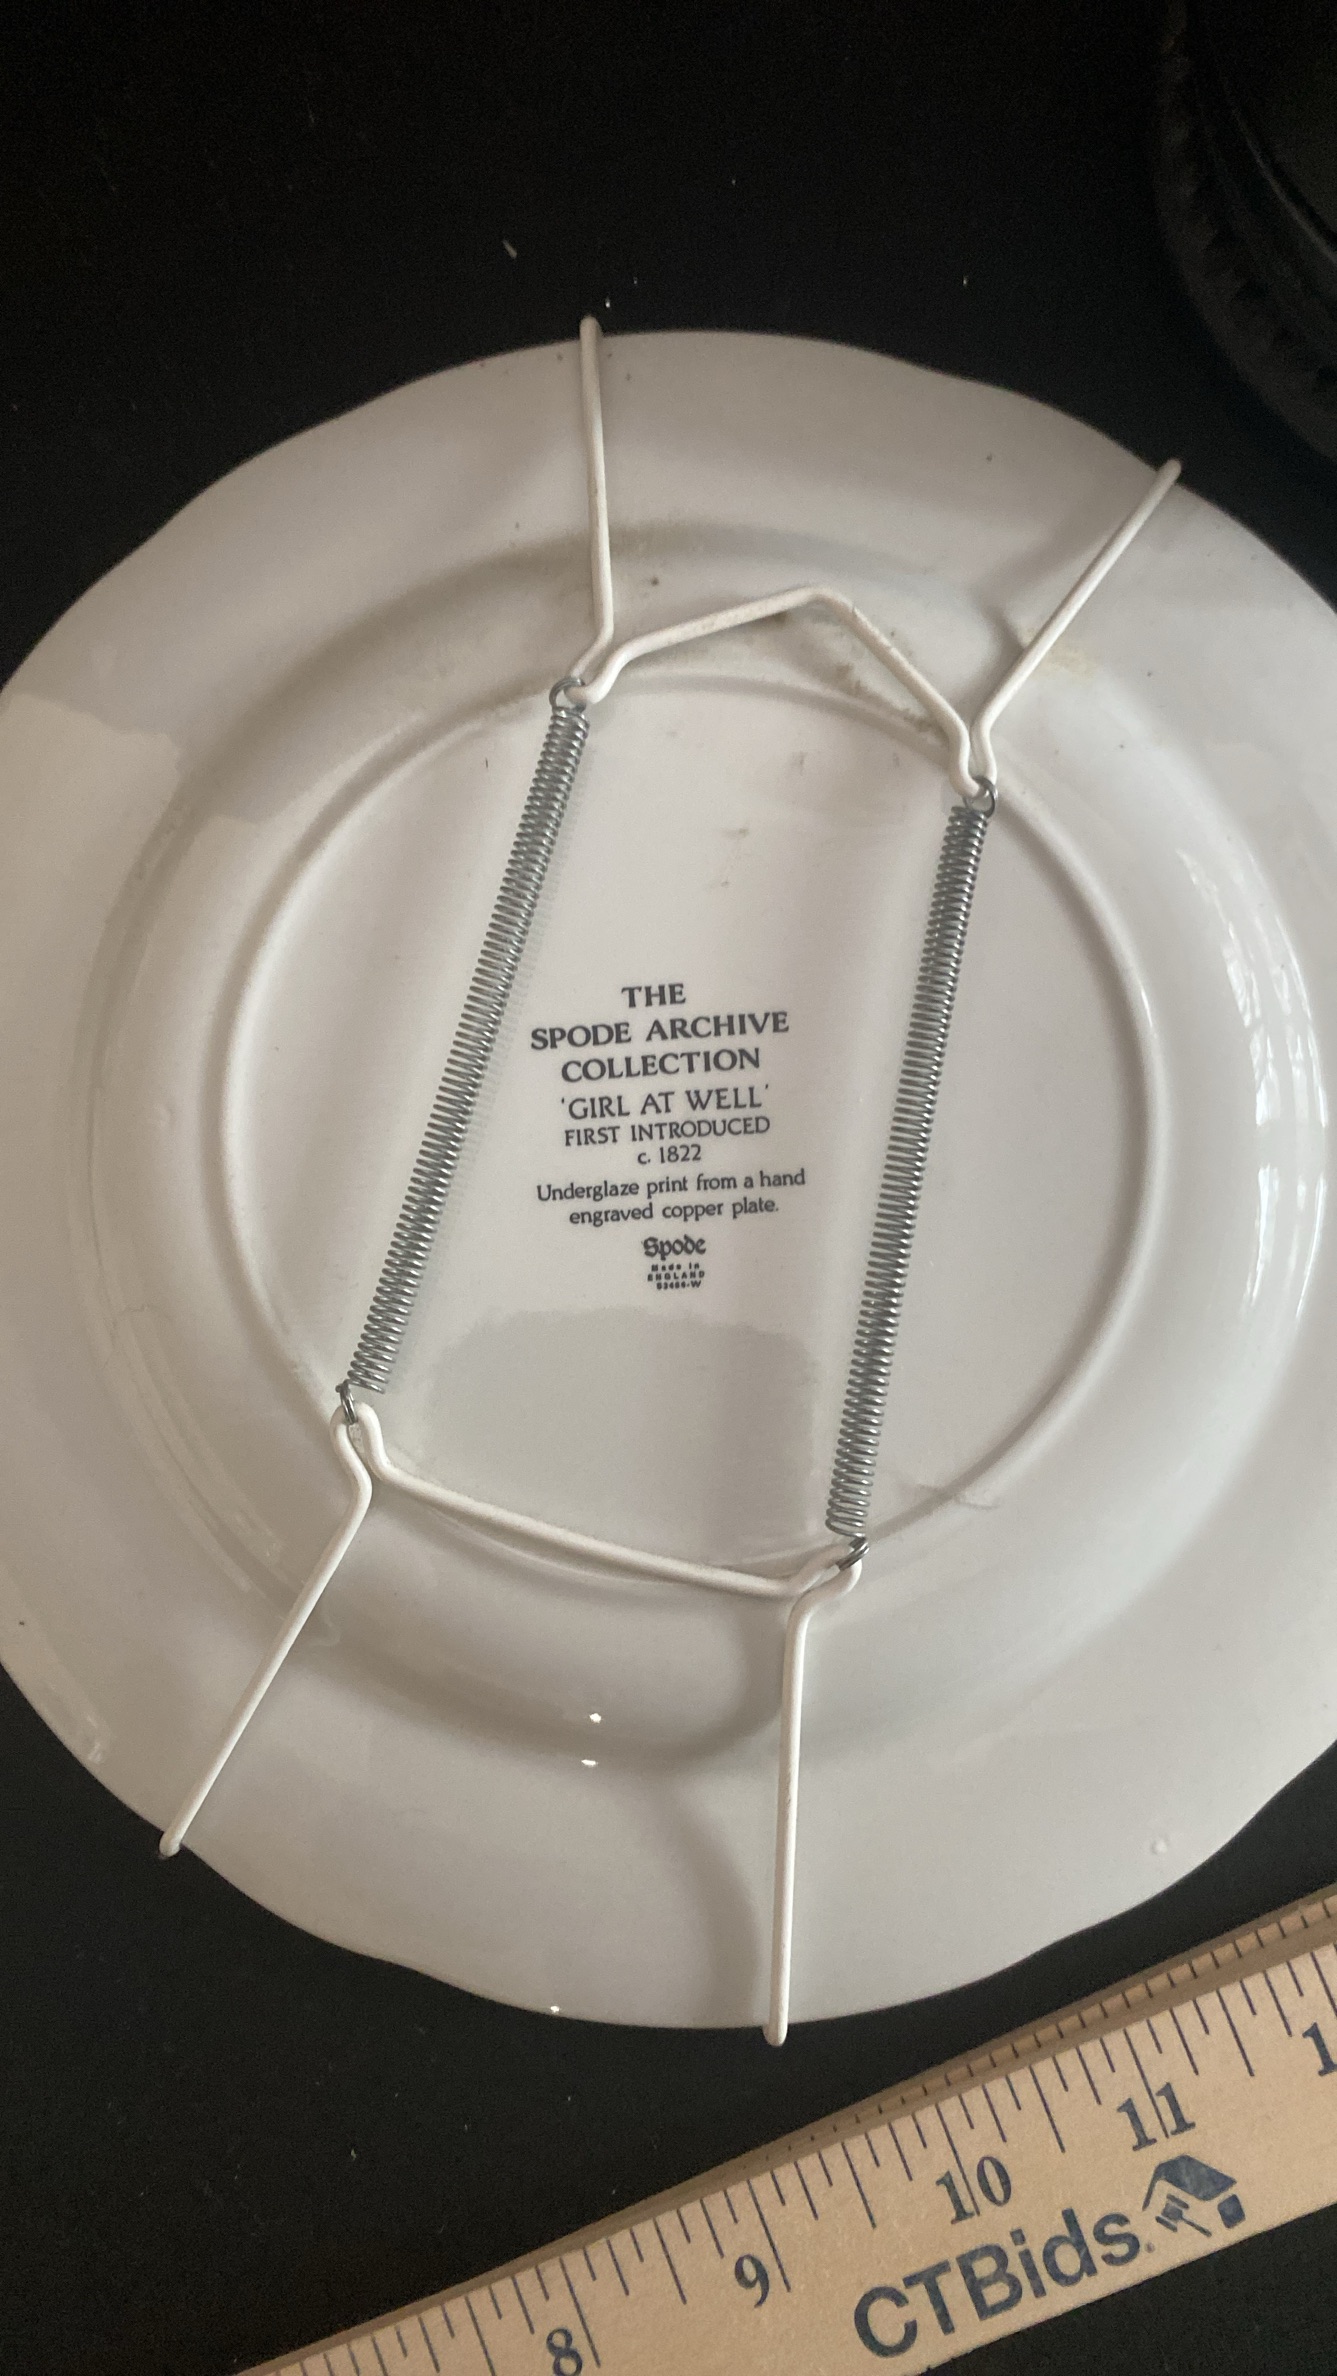 THE
SPODE ARCHIVE
COLLECTION
'GIRL AT WELL'
FIRST INTRODUCED
c. 1822
Underglaze print from a hand
engraved copper plate.
Spode
Made in
ENGLAND
8 9 10 11
CTBids.